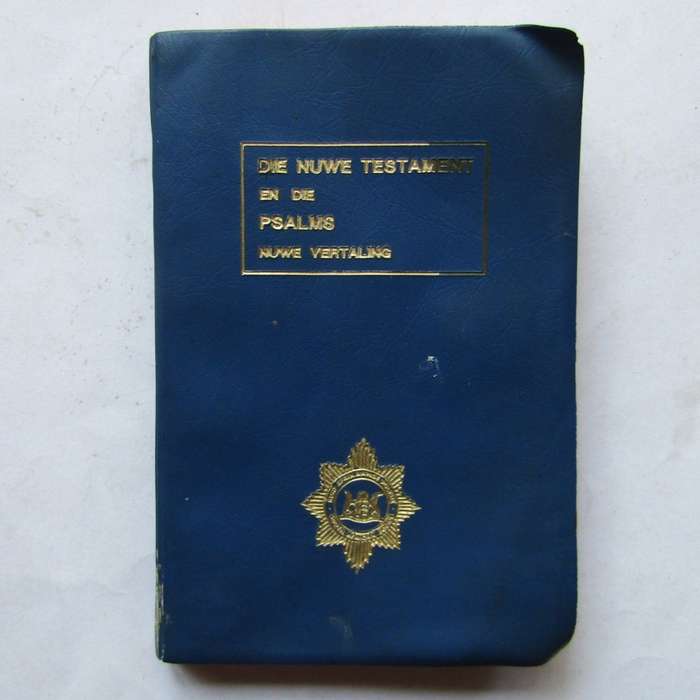 DIE NUWE TESTAMENT
EN DIE
PSALMS
NUWE VERTALING